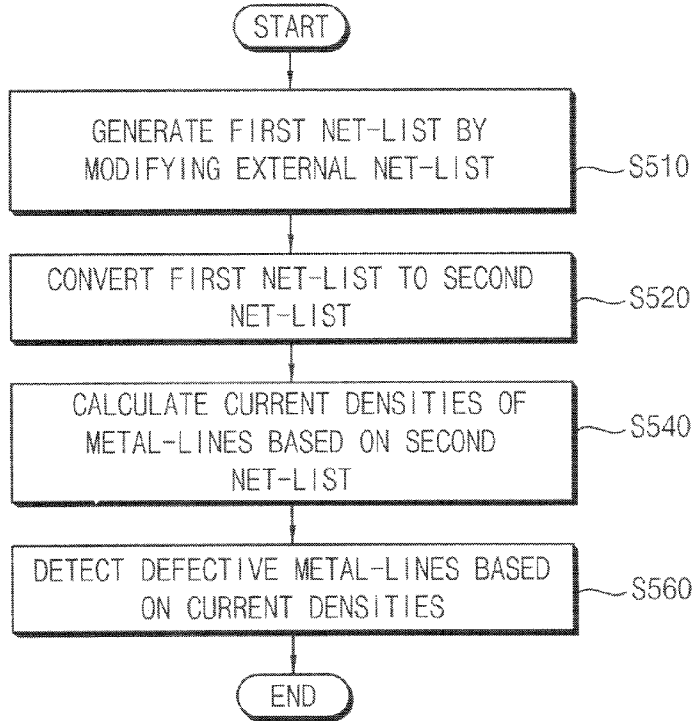 START
GENERATE FIRST NET-LIST BY
MODIFYING EXTERNAL NET-LIST
S510
CONVERT FIRST NET-LIST TO SECOND
NET-LIST
S520
CALCULATE CURRENT DENSITIES OF
METAL-LINES BASED ON SECOND
NET-LIST
S540
DETECT DEFECTIVE METAL-LINES BASED
ON CURRENT DENSITIES
S560
END